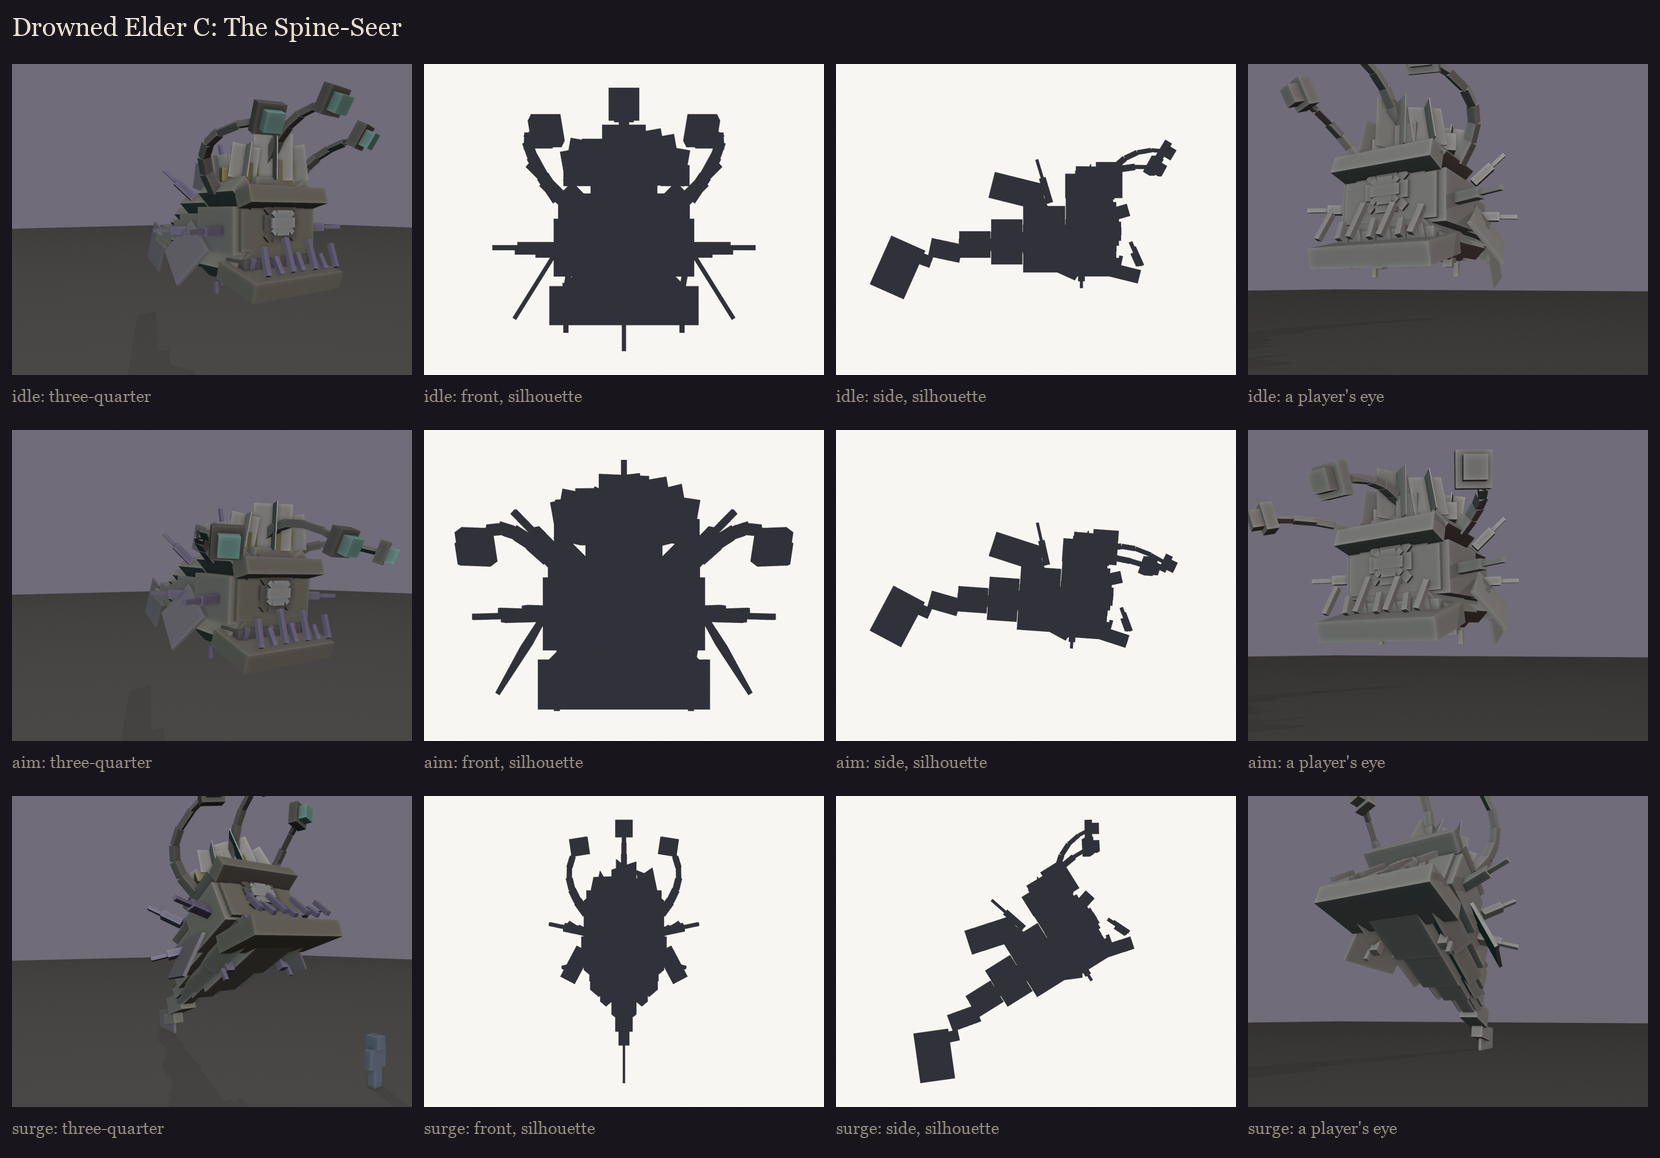 Drowned Elder C: The Spine-Seer
idle: three-quarter
idle: front, silhouette
idle: side, silhouette
idle: a player's eye
aim: three-quarter
aim: front, silhouette
aim: side, silhouette
aim: a player's eye
surge: three-quarter
surge: front, silhouette
surge: side, silhouette
surge: a player's eye